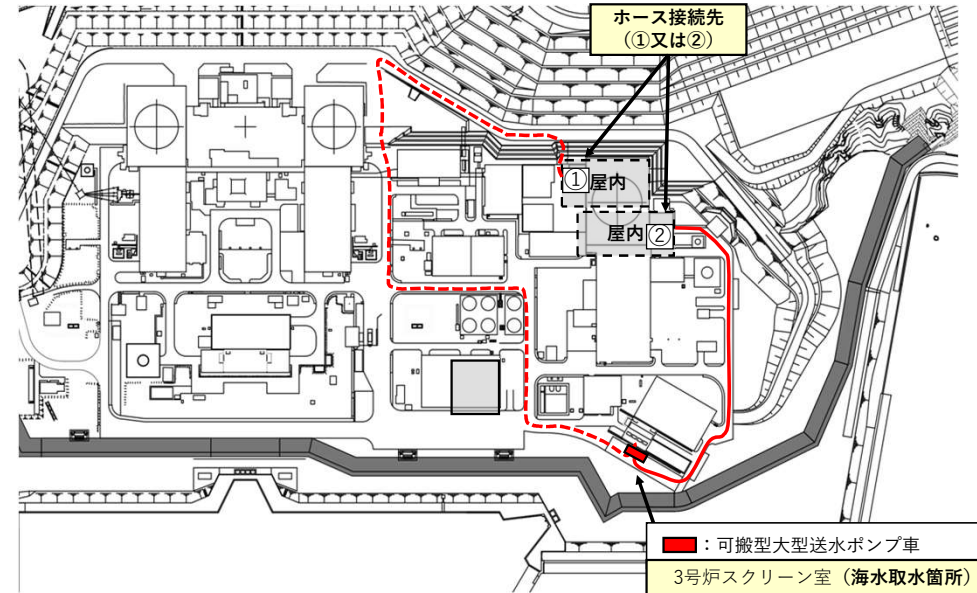 ホース接続先
（①又は②）
① 屋内
屋内 ②
：可搬型大型送水ポンプ車
3号炉スクリーン室（海水取水箇所）